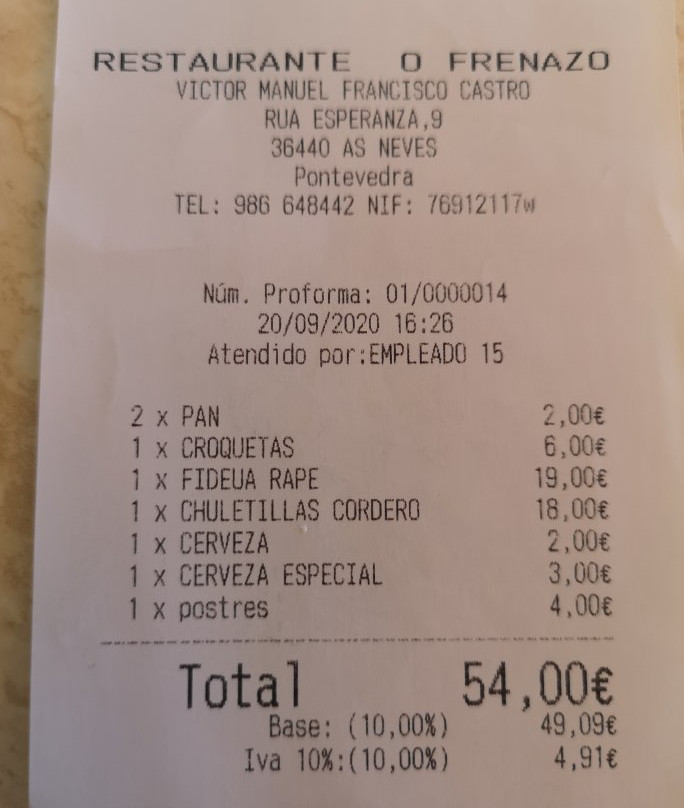 RESTAURANTE O FRENAZO
VICTOR MANUEL FRANCISCO CASTRO
RUA ESPERANZA,9
36440 AS NEVES
Pontevedra
TEL: 986 648442 NIF: 76912117w
Núm. Proforma: 01/0000014
20/09/2020 16:26
Atendido por:EMPLEADO 15
2 x PAN 2,00€
1 x CROQUETAS 6,00€
1 x FIDEUA RAPE 19,00€
1 x CHULETILLAS CORDERO 18,00€
1 x CERVEZA 2,00€
1 x CERVEZA ESPECIAL 3,00€
1 x postres 4,00€
Total 54,00€
Base: (10,00%) 49,09€
Iva 10%:(10,00%) 4,91€